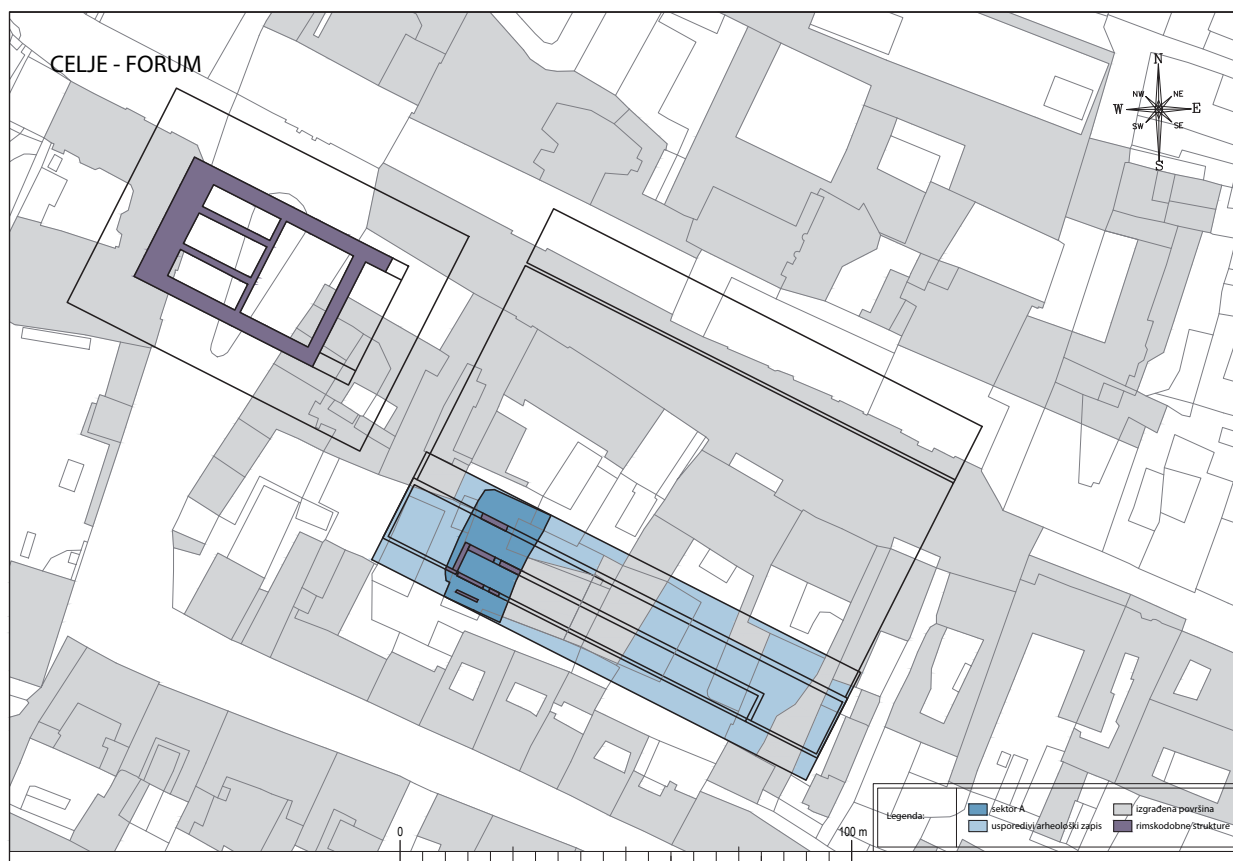 CELJE - FORUM
N
NW NE
W E
SW SE
S
Legenda:
sektor A
usporedivi arheološki zapis
izgrađena površina
rimskodobne strukture
0 100 m